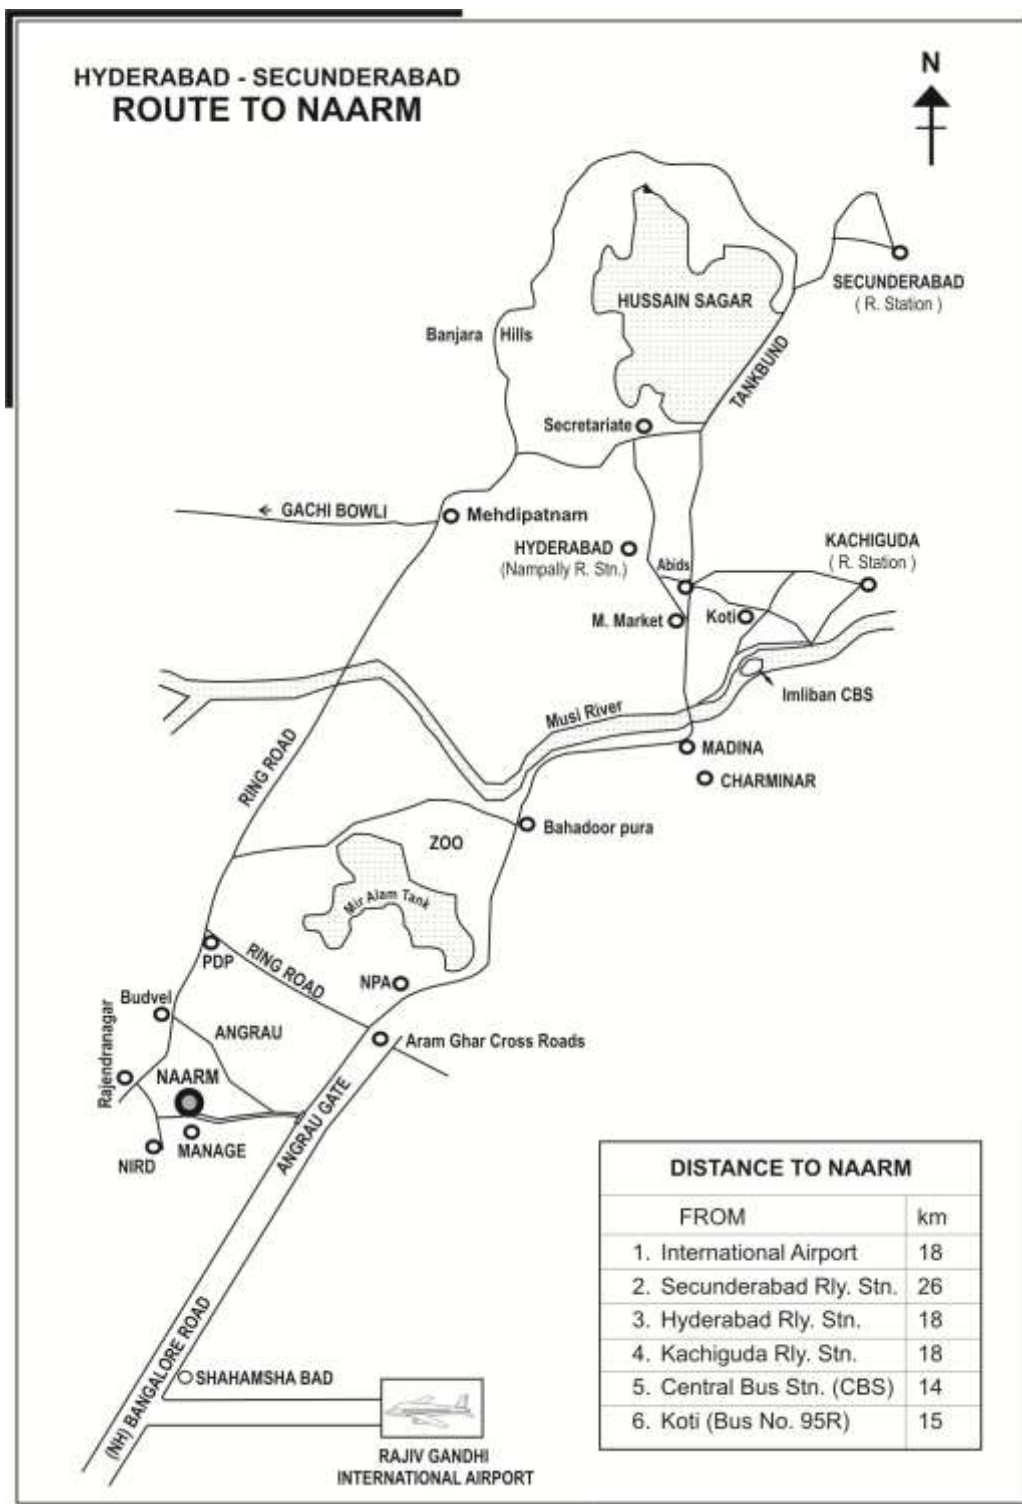 HYDERABAD - SECUNDERABAD
ROUTE TO NAARM
N
SECUNDERABAD
( R. Station )
HUSSAIN SAGAR
Banjara Hills
TANKBUND
Secretariate
← GACHI BOWLI
Mehdipatnam
HYDERABAD
(Nampally R. Stn.)
Abids
KACHIGUDA
( R. Station )
M. Market
Koti
Imliban CBS
Musi River
MADINA
CHARMINAR
RING ROAD
Bahadoor pura
ZOO
Mir Alam Tank
PDP
RING ROAD
NPA
Budvel
ANGRAU
Aram Ghar Cross Roads
Rajendranagar
NAARM
ANGRAU GATE
MANAGE
NIRD
DISTANCE TO NAARM
FROM km
1. International Airport 18
2. Secunderabad Rly. Stn. 26
3. Hyderabad Rly. Stn. 18
4. Kachiguda Rly. Stn. 18
5. Central Bus Stn. (CBS) 14
6. Koti (Bus No. 95R) 15
(NH) BANGALORE ROAD
SHAHAMSHA BAD
RAJIV GANDHI
INTERNATIONAL AIRPORT